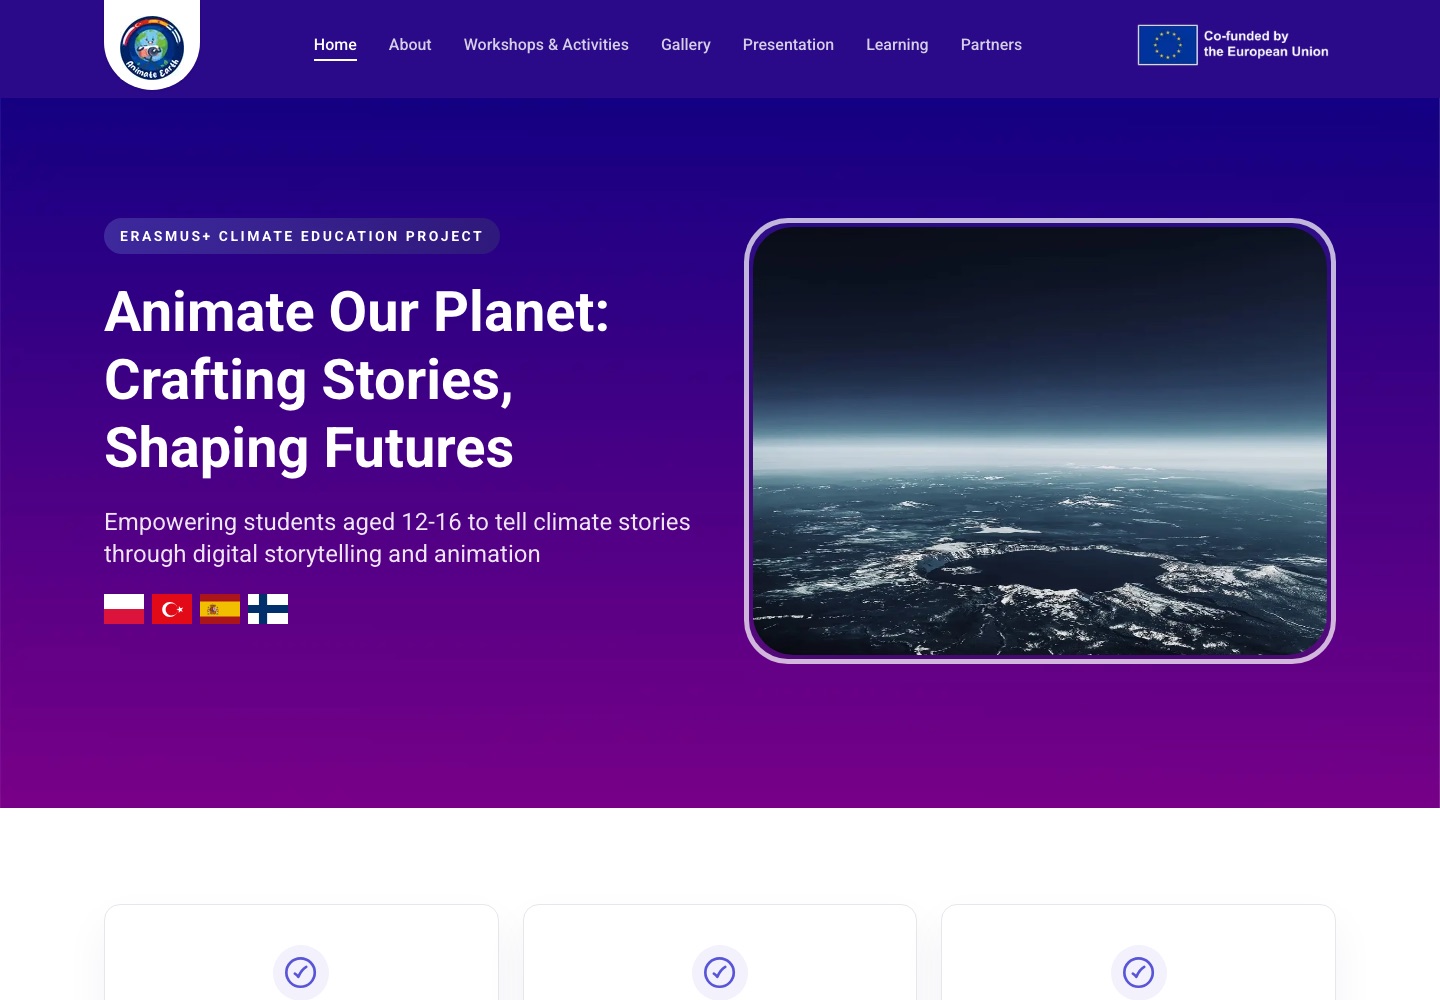 Animate Earth
Home
About
Workshops & Activities
Gallery
Presentation
Learning
Partners
Co-funded by
the European Union
ERASMUS+ CLIMATE EDUCATION PROJECT
Animate Our Planet:
Crafting Stories,
Shaping Futures
Empowering students aged 12-16 to tell climate stories
through digital storytelling and animation